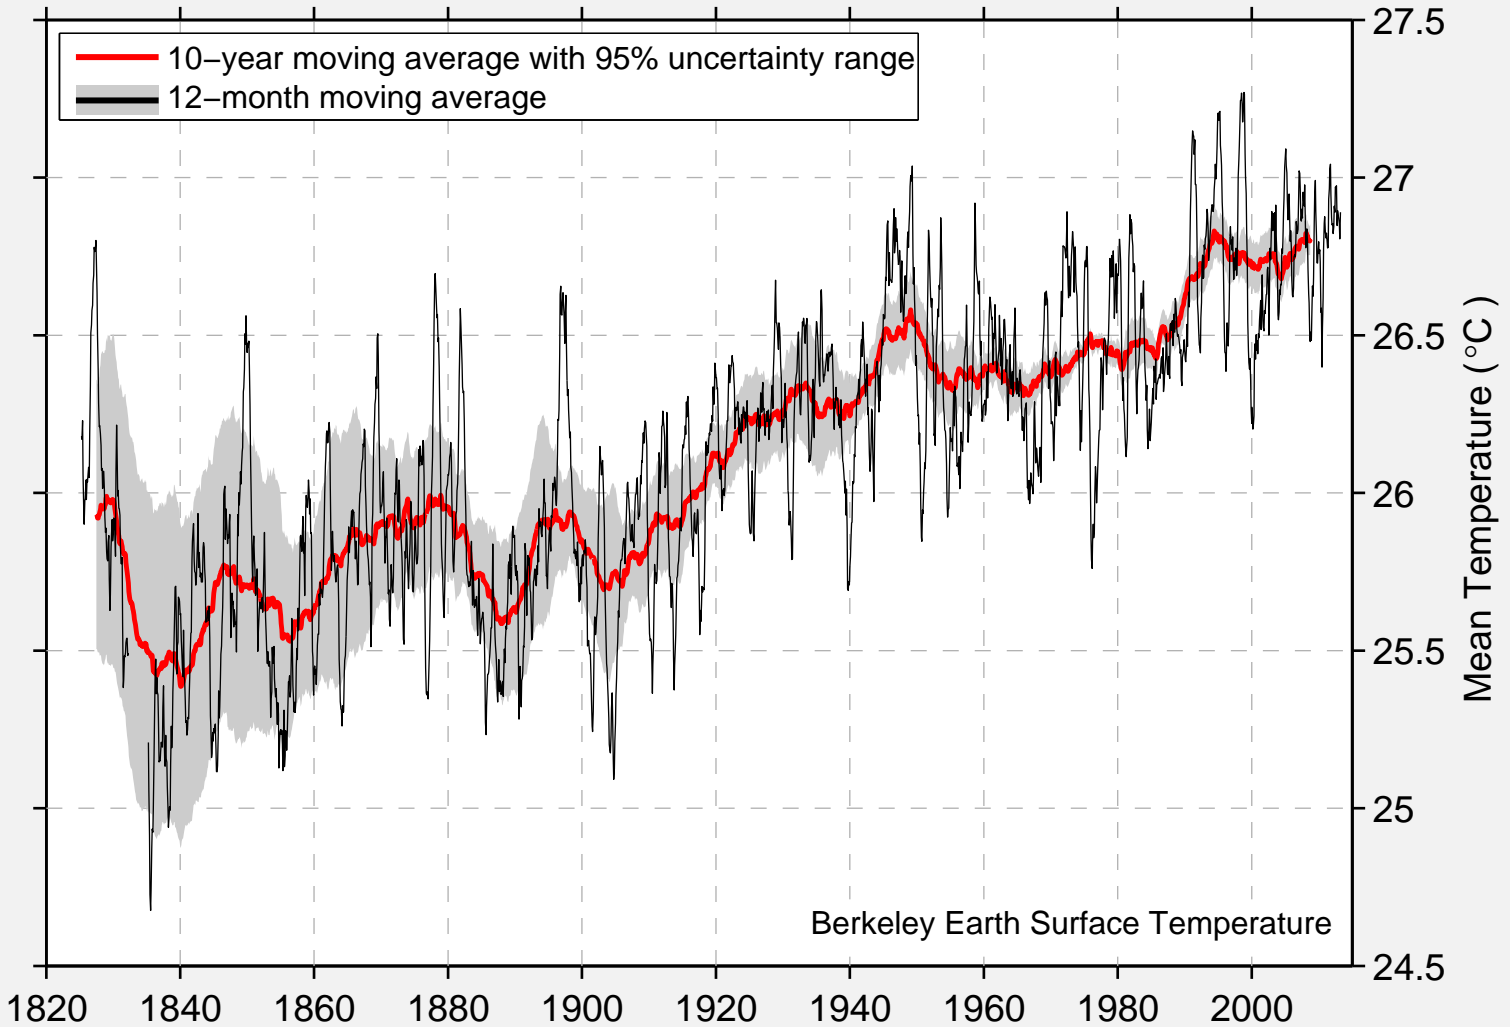 10−year moving average with 95% uncertainty range
12−month moving average
27.5
27
26.5
26
25.5
25
24.5
Mean Temperature (°C )
Berkeley Earth Surface Temperature
1820 1840 1860 1880 1900 1920 1940 1960 1980 2000